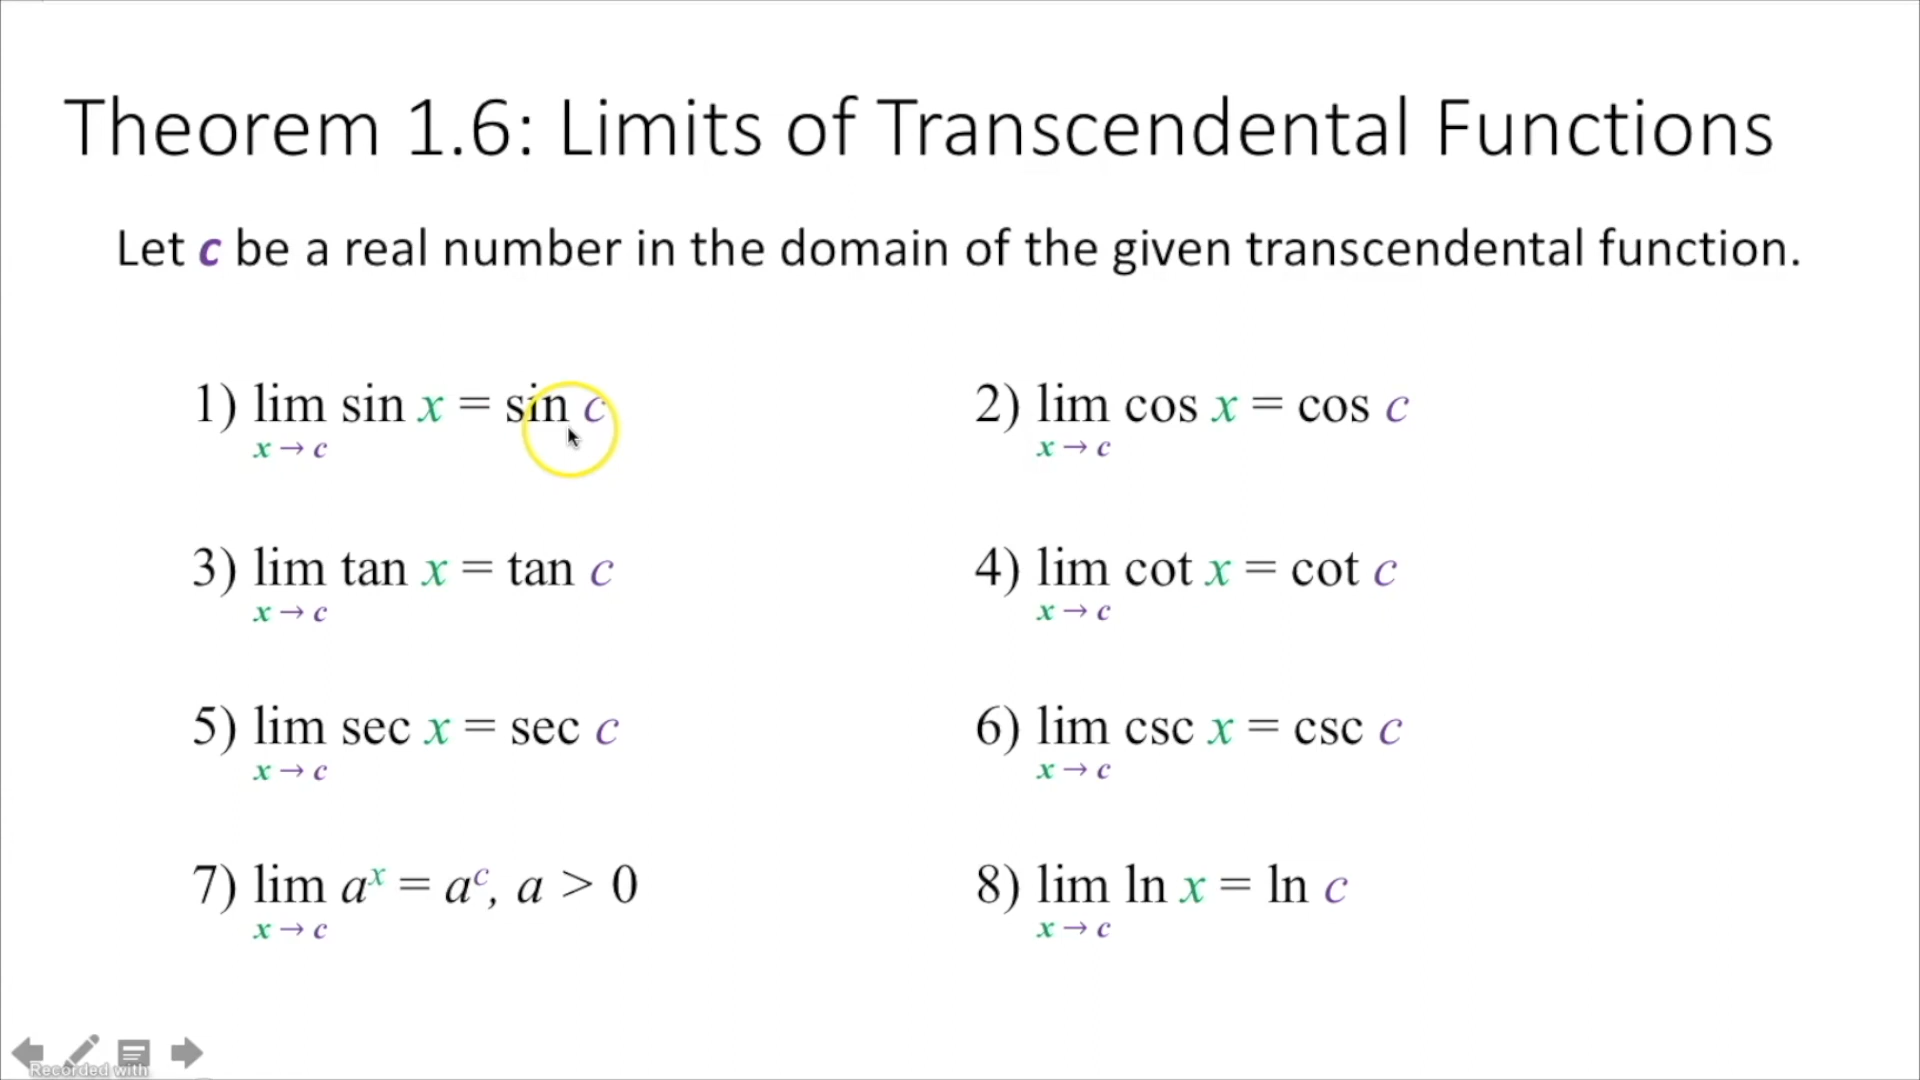 Theorem 1.6: Limits of Transcendental Functions
Let c be a real number in the domain of the given transcendental function.
1) lim sin x = sin c
x → c
2) lim cos x = cos c
x → c
3) lim tan x = tan c
x → c
4) lim cot x = cot c
x → c
5) lim sec x = sec c
x → c
6) lim csc x = csc c
x → c
7) lim aˣ = aᶜ, a > 0
x → c
8) lim ln x = ln c
x → c
Recorded with